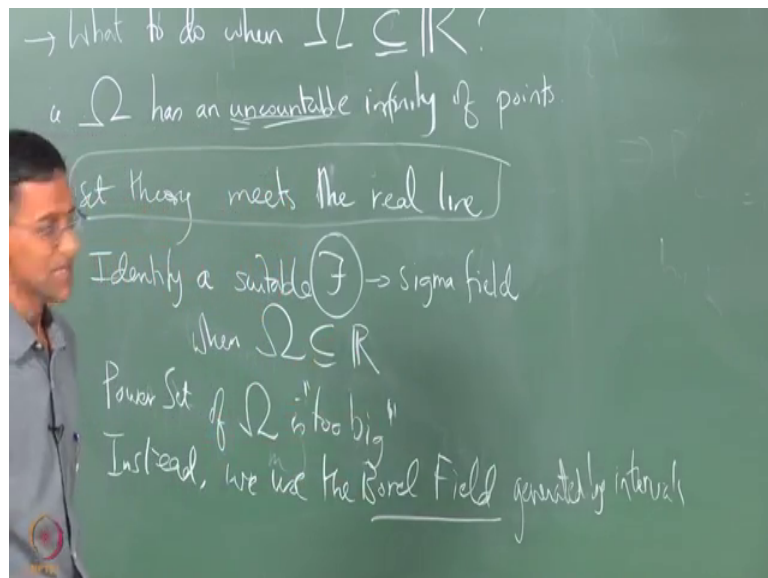 → What to do when Ω ⊆ ℝ?
Ω has an uncountable infinity of points.
Set theory meets the real line
Identify a suitable F → Sigma field
when Ω ⊆ ℝ
Power Set of Ω is "too big"
Instead, we use the Borel Field generated by intervals